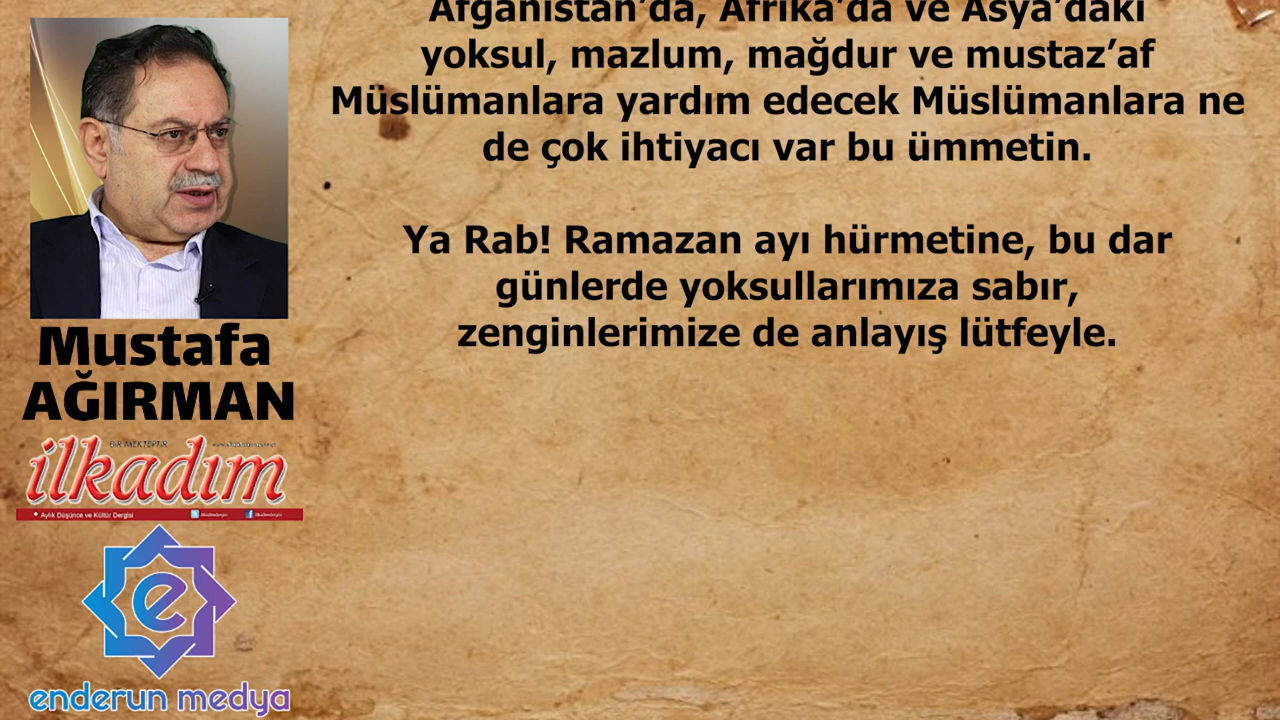 Afganistan’da, Afrika’da ve Asya’daki
yoksul, mazlum, mağdur ve mustaz’af
Müslümanlara yardım edecek Müslümanlara ne
de çok ihtiyacı var bu ümmetin.
Ya Rab! Ramazan ayı hürmetine, bu dar
günlerde yoksullarımıza sabır,
zenginlerimize de anlayış lütfeyle.
Mustafa
AĞIRMAN
BİR MEKTEPTİR
ilkadım
Aylık Düşünce ve Kültür Dergisi
e
enderun medya